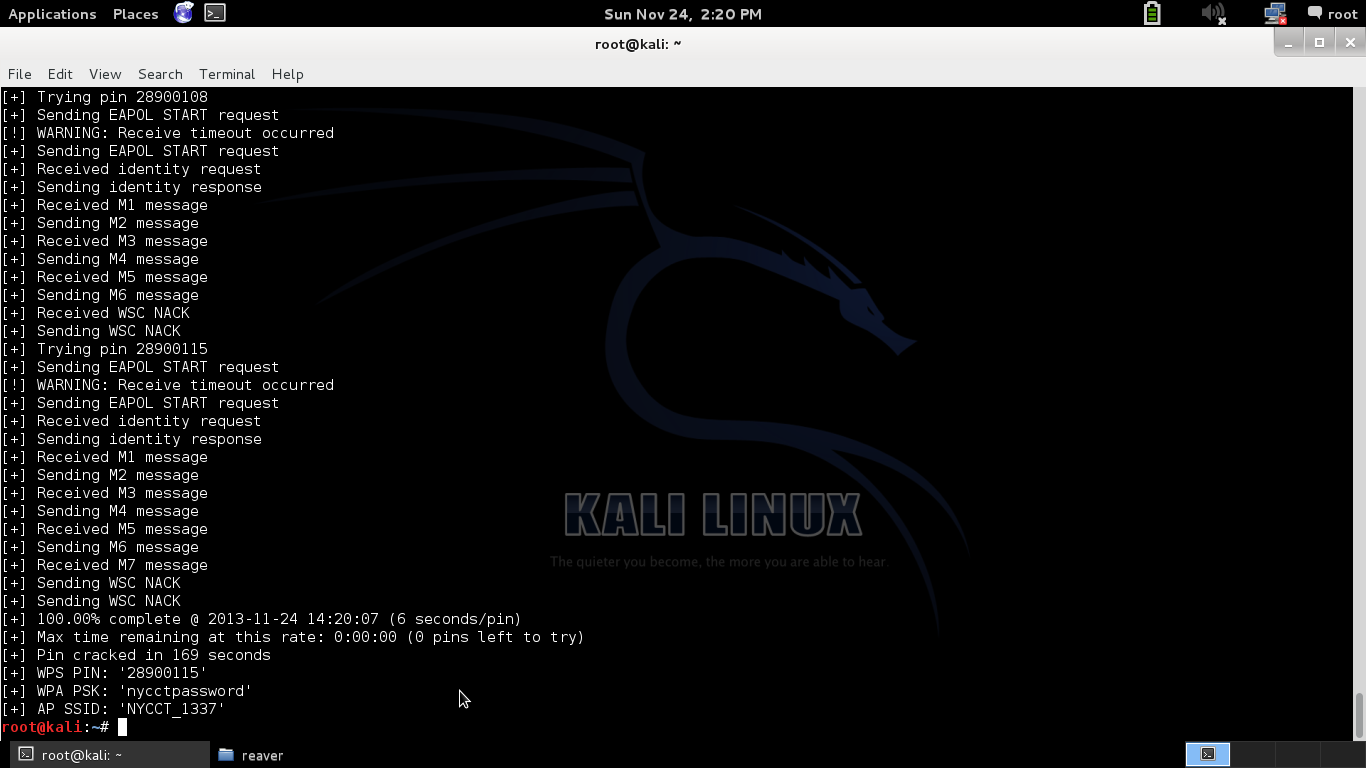 Applications Places Sun Nov 24, 2:20 PM root
root@kali: ~
File Edit View Search Terminal Help
[+] Trying pin 28900108
[+] Sending EAPOL START request
[!] WARNING: Receive timeout occurred
[+] Sending EAPOL START request
[+] Received identity request
[+] Sending identity response
[+] Received M1 message
[+] Sending M2 message
[+] Received M3 message
[+] Sending M4 message
[+] Received M5 message
[+] Sending M6 message
[+] Received WSC NACK
[+] Sending WSC NACK
[+] Trying pin 28900115
[+] Sending EAPOL START request
[!] WARNING: Receive timeout occurred
[+] Sending EAPOL START request
[+] Received identity request
[+] Sending identity response
[+] Received M1 message
[+] Sending M2 message
[+] Received M3 message
[+] Sending M4 message
[+] Received M5 message
[+] Sending M6 message
[+] Received M7 message
[+] Sending WSC NACK
[+] Sending WSC NACK
[+] 100.00% complete @ 2013-11-24 14:20:07 (6 seconds/pin)
[+] Max time remaining at this rate: 0:00:00 (0 pins left to try)
[+] Pin cracked in 169 seconds
[+] WPS PIN: '28900115'
[+] WPA PSK: 'nycctpassword'
[+] AP SSID: 'NYCCT_1337'
root@kali:~#
KALI LINUX
The quieter you become, the more you are able to hear.
root@kali: ~ reaver